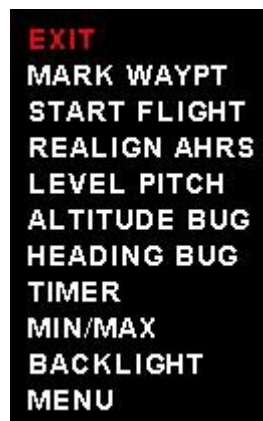 EXIT
MARK WAYPT
START FLIGHT
REALIGN AHRS
LEVEL PITCH
ALTITUDE BUG
HEADING BUG
TIMER
MIN/MAX
BACKLIGHT
MENU